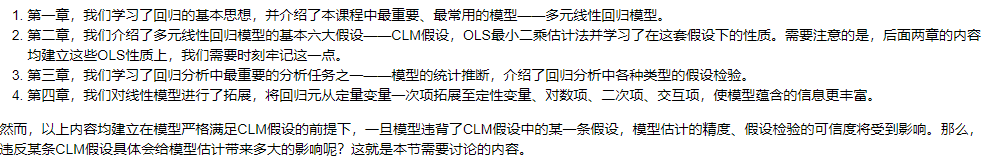 1. 第一章，我们学习了回归的基本思想，并介绍了本课程中最重要、最常用的模型——多元线性回归模型。
2. 第二章，我们介绍了多元线性回归模型的基本六大假设——CLM假设，OLS最小二乘估计法并学习了在这套假设下的性质。需要注意的是，后面两章的内容
均建立这些OLS性质上，我们需要时刻牢记这一点。
3. 第三章，我们学习了回归分析中最重要的分析任务之一——模型的统计推断，介绍了回归分析中各种类型的假设检验。
4. 第四章，我们对线性模型进行了拓展，将回归元从定量变量一次项拓展至定性变量、对数项、二次项、交互项，使模型蕴含的信息更丰富。
然而，以上内容均建立在模型严格满足CLM假设的前提下，一旦模型违背了CLM假设中的某一条假设，模型估计的精度、假设检验的可信度将受到影响。那么，
违反某条CLM假设具体会给模型估计带来多大的影响呢？这就是本节需要讨论的内容。